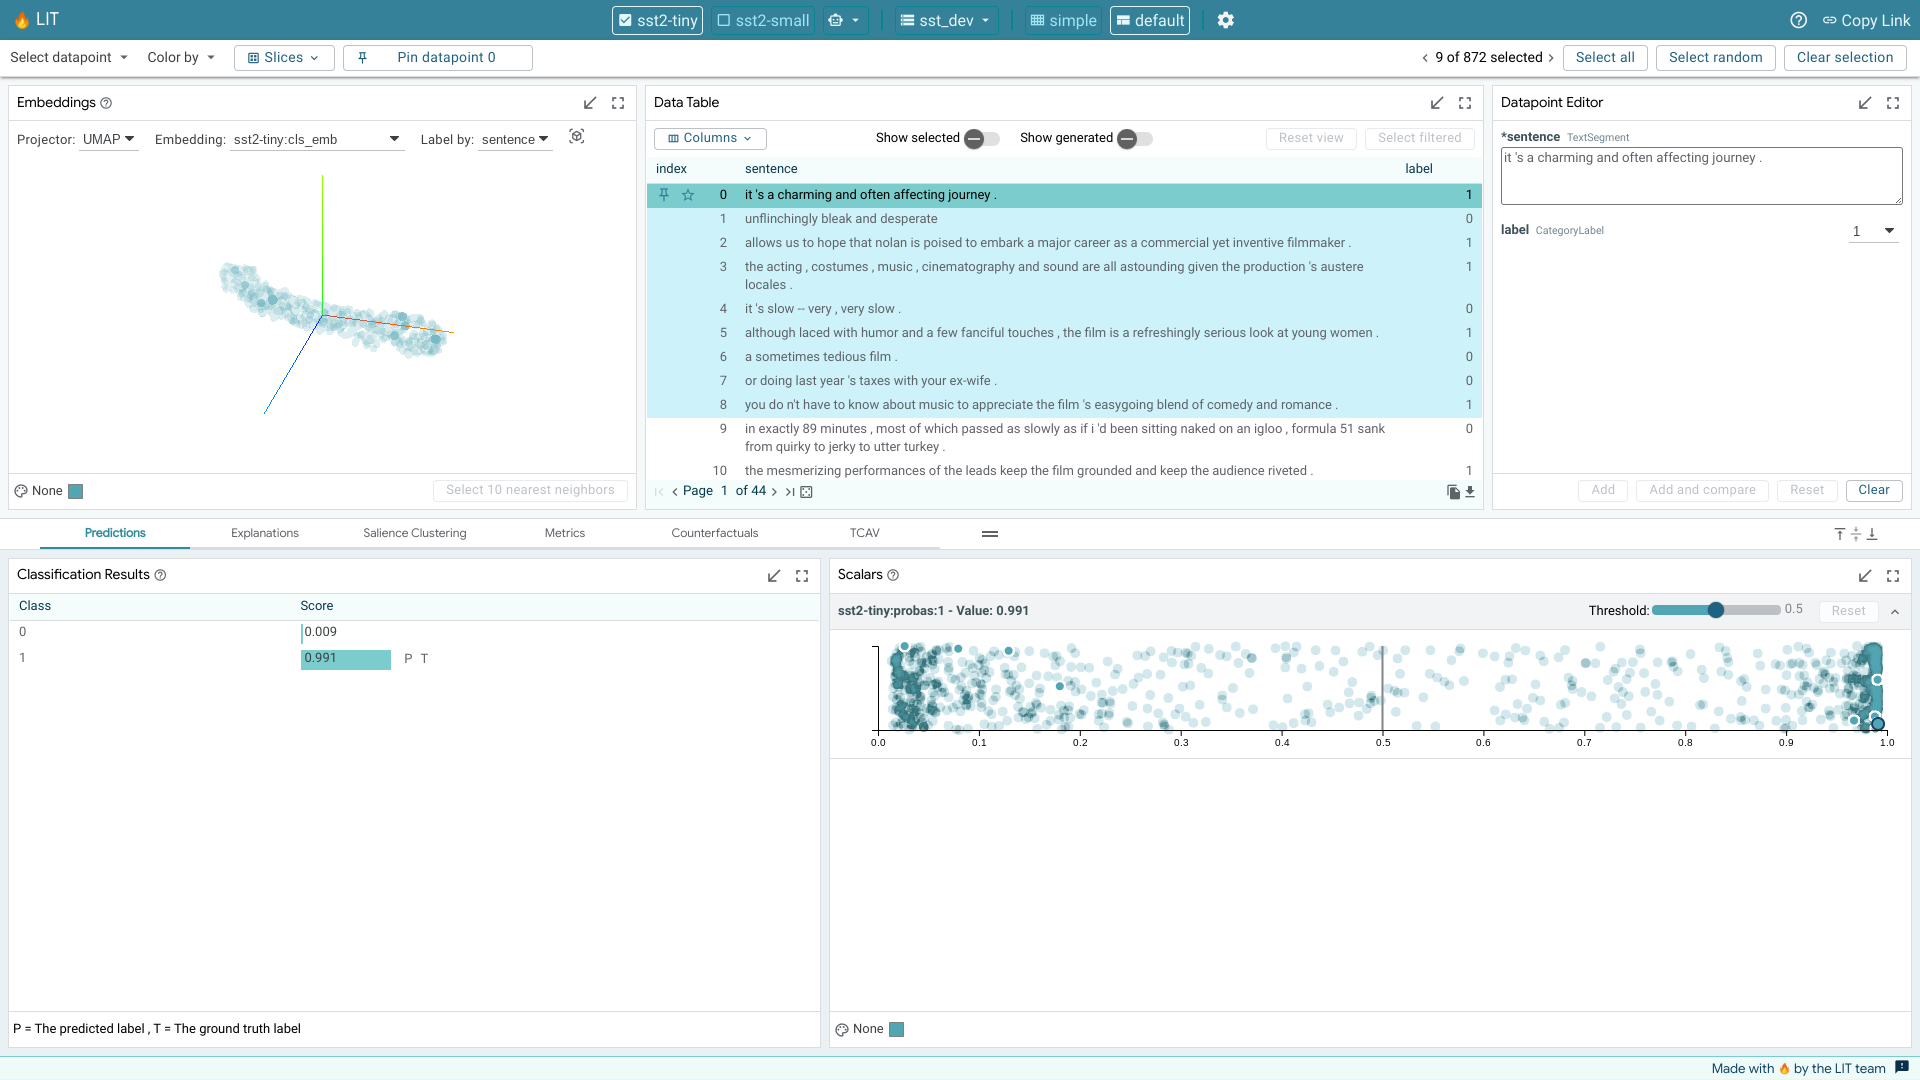 LIT
sst2-tiny
sst2-small
sst_dev
simple
default
Copy Link
Select datapoint
Color by
Slices
Pin datapoint 0
9 of 872 selected
Select all
Select random
Clear selection
Embeddings
Projector: UMAP
Embedding: sst2-tiny:cls_emb
Label by: sentence
None
Select 10 nearest neighbors
Data Table
Columns
Show selected
Show generated
Reset view
Select filtered
index sentence label
0 it 's a charming and often affecting journey . 1
1 unflinchingly bleak and desperate 0
2 allows us to hope that nolan is poised to embark a major career as a commercial yet inventive filmmaker . 1
3 the acting , costumes , music , cinematography and sound are all astounding given the production 's austere 1
locales .
4 it 's slow -- very , very slow . 0
5 although laced with humor and a few fanciful touches , the film is a refreshingly serious look at young women . 1
6 a sometimes tedious film . 0
7 or doing last year 's taxes with your ex-wife . 0
8 you do n't have to know about music to appreciate the film 's easygoing blend of comedy and romance . 1
9 in exactly 89 minutes , most of which passed as slowly as if i 'd been sitting naked on an igloo , formula 51 sank 0
from quirky to jerky to utter turkey .
10 the mesmerizing performances of the leads keep the film grounded and keep the audience riveted . 1
Page 1 of 44
Datapoint Editor
*sentence TextSegment
it 's a charming and often affecting journey .
label CategoryLabel 1
Add
Add and compare
Reset
Clear
Predictions
Explanations
Salience Clustering
Metrics
Counterfactuals
TCAV
Classification Results
Class Score
0 0.009
1 0.991 P T
P = The predicted label , T = The ground truth label
Scalars
sst2-tiny:probas:1 - Value: 0.991
Threshold: 0.5
Reset
0.0 0.1 0.2 0.3 0.4 0.5 0.6 0.7 0.8 0.9 1.0
None
Made with 🔥 by the LIT team